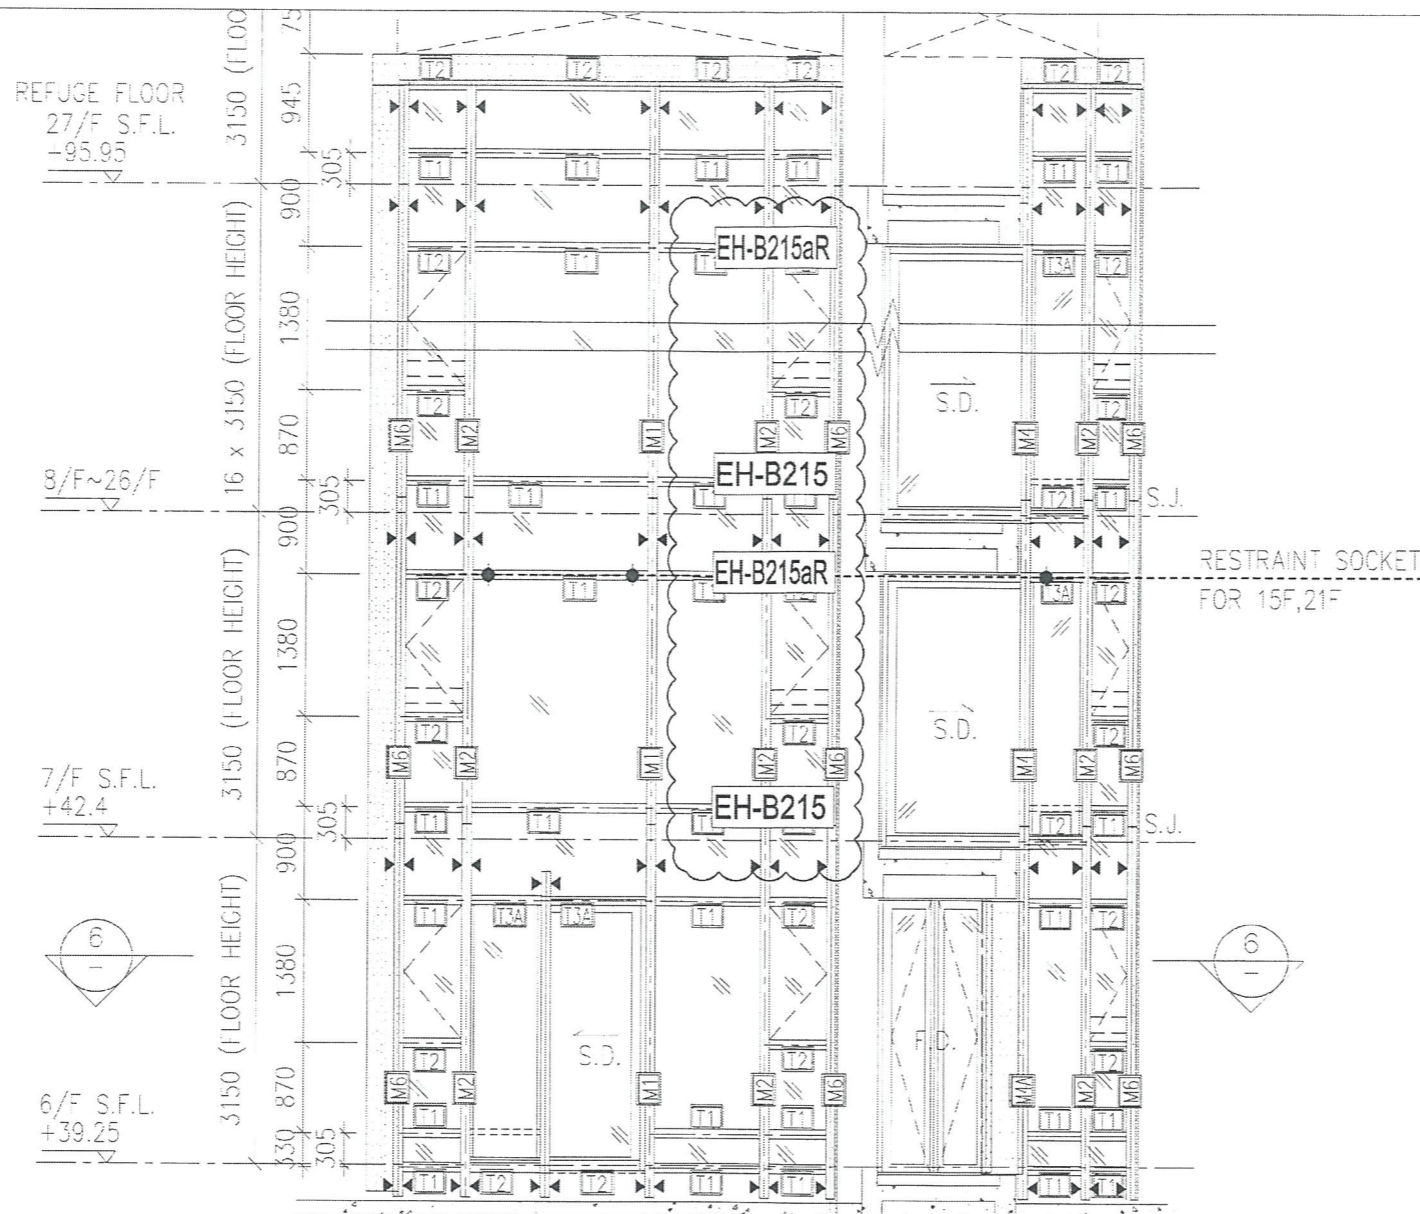 REFUGE FLOOR
27/F S.F.L.
+95.95
8/F~26/F
7/F S.F.L.
+42.4
6/F S.F.L.
+39.25
3150 (FLOO
16 x 3150 (FLOOR HEIGHT)
3150 (FLOOR HEIGHT)
3150 (FLOOR HEIGHT)
75
945
900
1380
870
900
1380
870
900
1380
870
330
305
305
305
305
T2 T2 T2 T2 T2 T2
T1 T1 T1 T1 T1 T1
EH-B215aR
T2 T1 T3A T2
S.D.
T2 T2 T2
M6 M2 M1 M2 M6 M4 M2 M6
EH-B215
T1 T1 T2 T1 S.J.
EH-B215aR
RESTRAINT SOCKET
FOR 15F,21F
T2 T1 T2
S.D.
T2 T2 T2
M6 M2 M1 M2 M6 M4 M2 M6
EH-B215
T1 T1 T2 T1 S.J.
T1 T3A T3A T1 T2 T1 T2
6
–
6
–
S.D.
T2 T2 T2
M6 M2 M1 M2 M6 M4A M2 M6
T1 T1 T1 T1 T1
T1 T2 T2 T1 T1 T1 T1